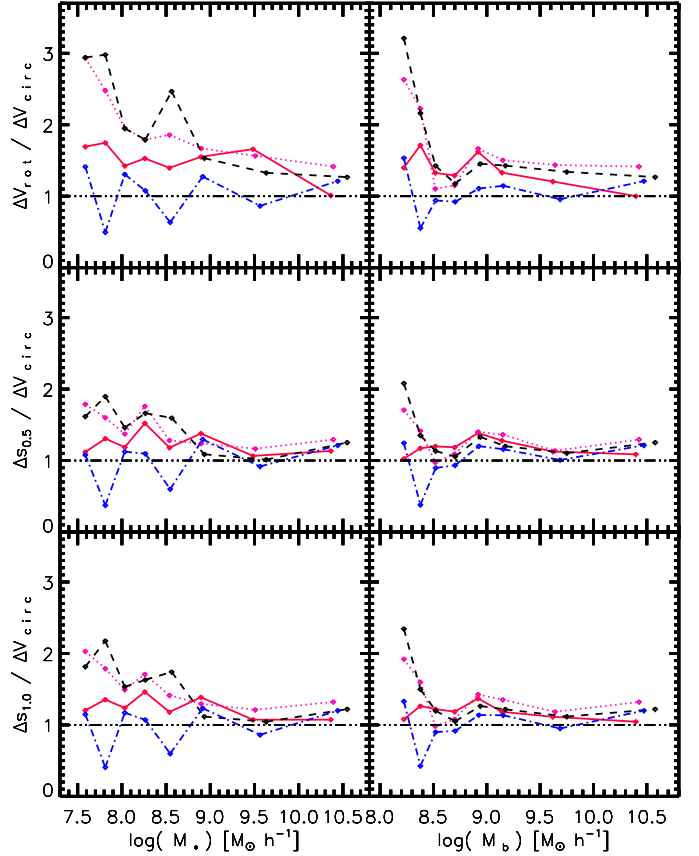 ΔV_rot / ΔV_circ
3
2
1
0
Δs_0.5 / ΔV_circ
3
2
1
0
Δs_1.0 / ΔV_circ
3
2
1
0
7.5 8.0 8.5 9.0 9.5 10.0 10.5
8.0 8.5 9.0 9.5 10.0 10.5
log( M_* ) [M_⊙ h^-1]
log( M_b ) [M_⊙ h^-1]